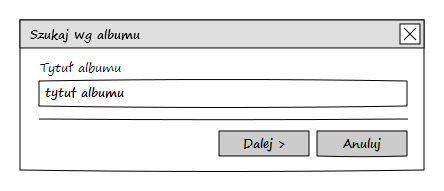 Szukaj wg albumu
Tytuł albumu
tytuł albumu
Dalej >
Anuluj